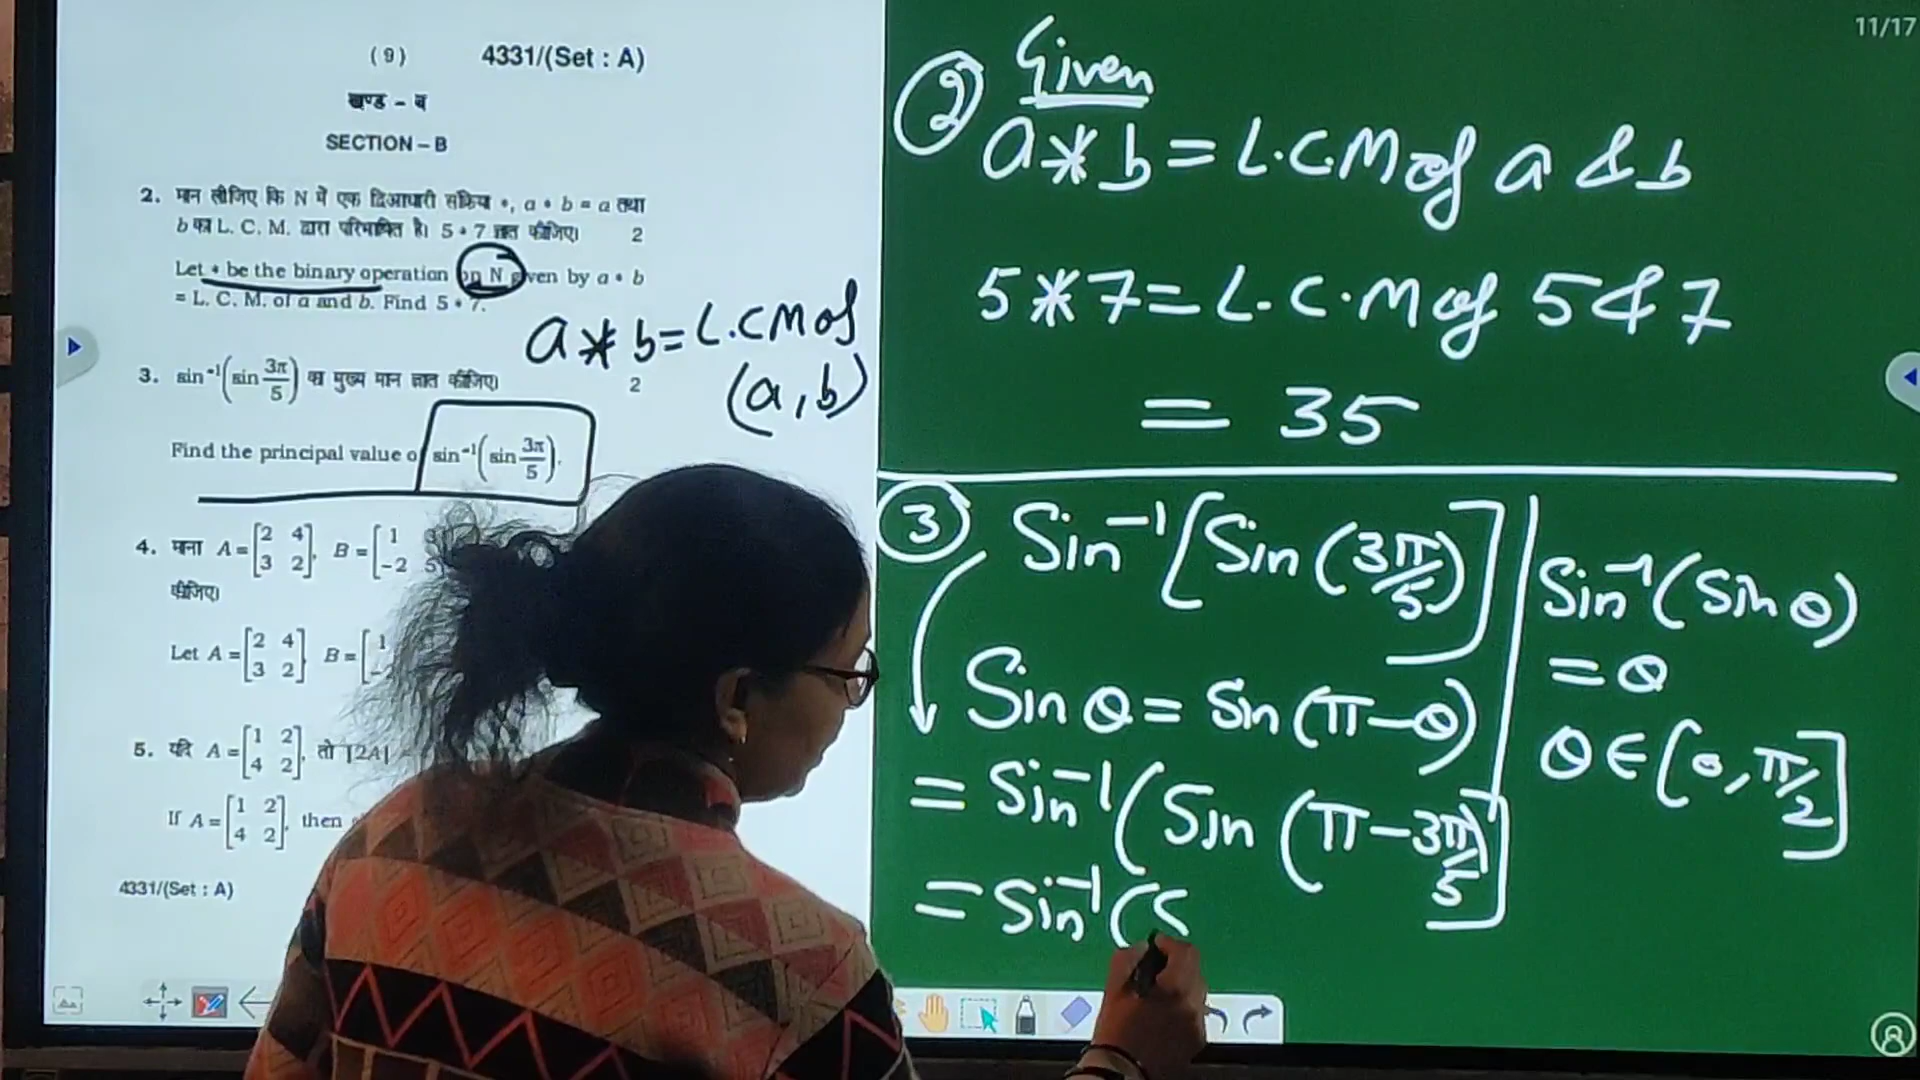 11/17
( 9 ) 4331/(Set : A)
खण्ड – ब
SECTION – B
2. मान लीजिए कि N में एक द्विआधारी संक्रिया *, a * b = a तथा
b का L. C. M. द्वारा परिभाषित है। 5 * 7 ज्ञात कीजिए। 2
Let * be the binary operation on N given by a * b
= L. C. M. of a and b. Find 5 * 7.
a * b = L.CM of
(a, b)
3. sin⁻¹(sin 3π/5) का मुख्य मान ज्ञात कीजिए। 2
Find the principal value of sin⁻¹(sin 3π/5).
4. माना A = [2 4
3 2], B = [1 3
-2 5
कीजिए।
Let A = [2 4
3 2], B = [1
5. यदि A = [1 2
4 2], तो |2A|
If A = [1 2
4 2], then
4331/(Set : A)
② Given
a * b = L.C.M of a & b
5 * 7 = L.C.M of 5 & 7
= 35
③ Sin⁻¹[Sin (3π/5)]
Sin θ = Sin (π – θ)
= Sin⁻¹(Sin (π – 3π/5)]
= Sin⁻¹(S
Sin⁻¹(Sin θ)
= θ
θ ∈ [0, π/2]